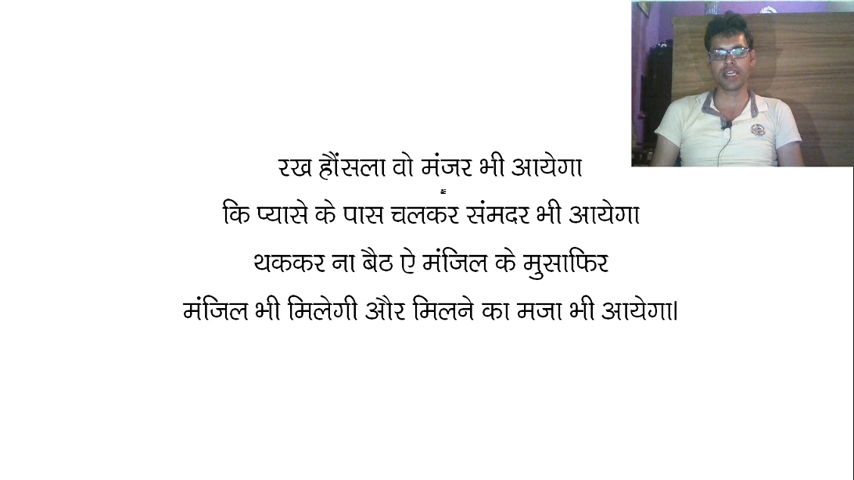 रख हौंसला वो मंजर भी आयेगा
कि प्यासे के पास चलकर संमदर भी आयेगा
थककर ना बैठ ऐ मंजिल के मुसाफिर
मंजिल भी मिलेगी और मिलने का मजा भी आयेगा।